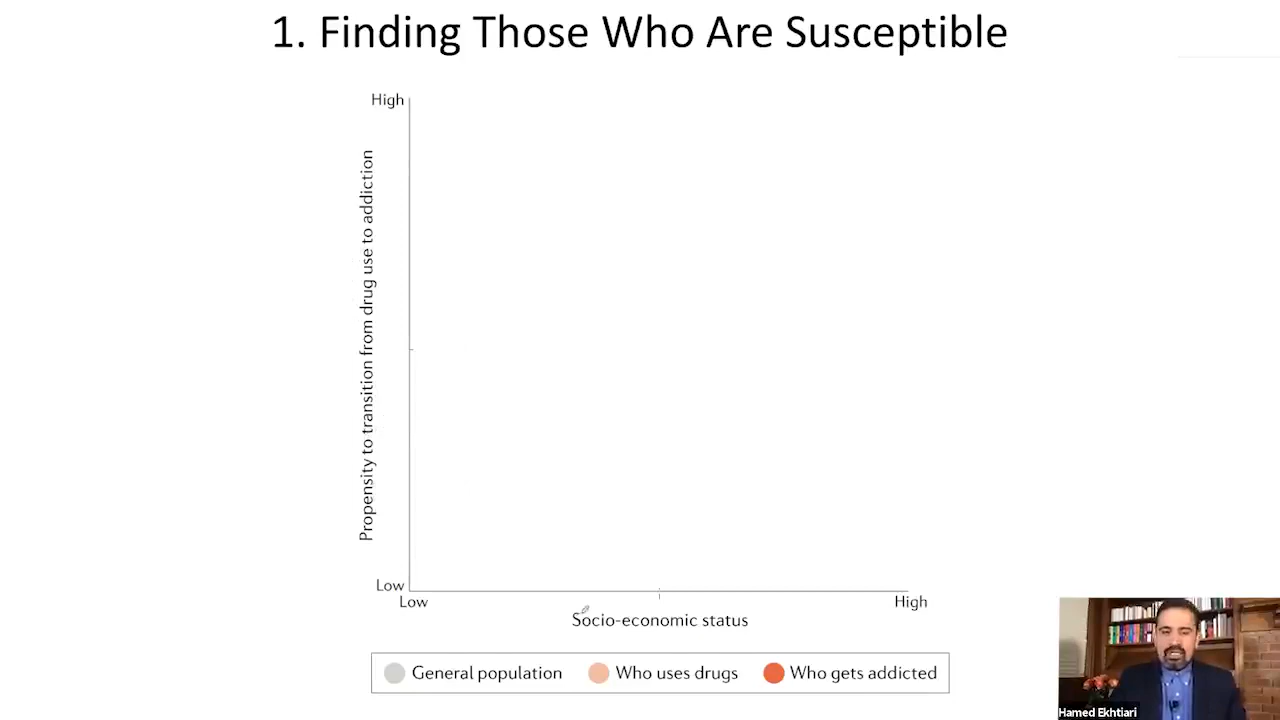 1. Finding Those Who Are Susceptible
High
Propensity to transition from drug use to addiction
Low
Low
High
Socio-economic status
General population
Who uses drugs
Who gets addicted
Hamed Ekhtiari